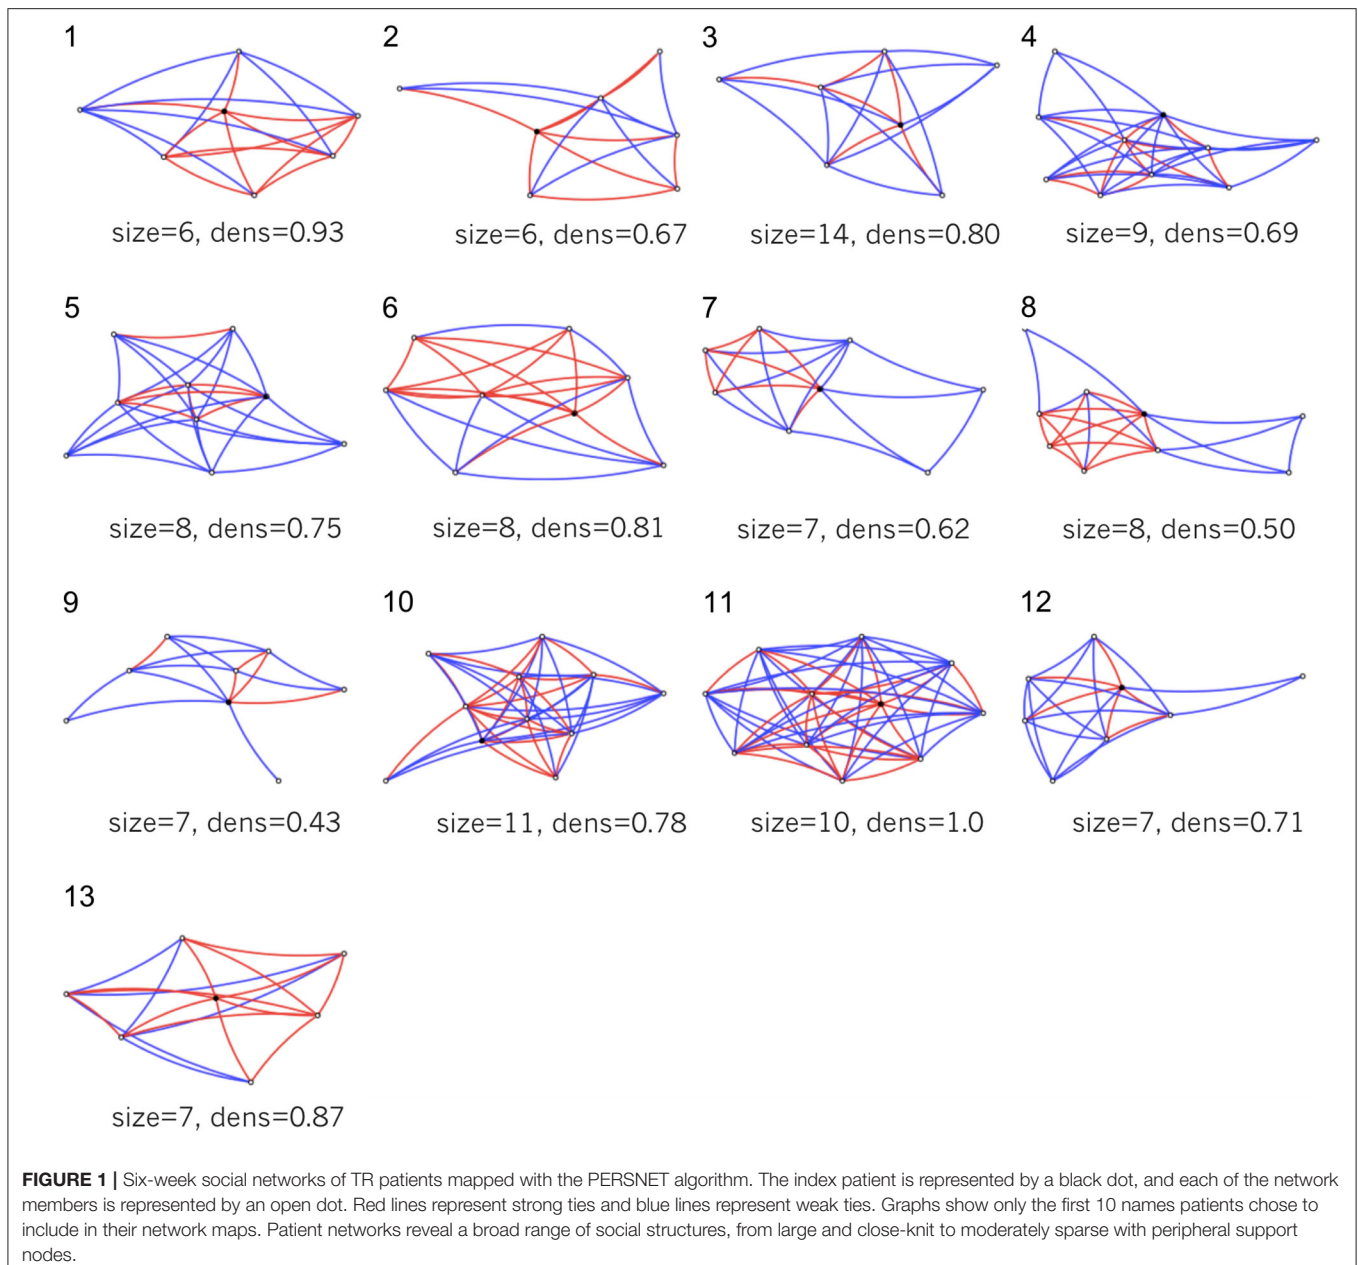 1
2
3
4
size=6, dens=0.93
size=6, dens=0.67
size=14, dens=0.80
size=9, dens=0.69
5
6
7
8
size=8, dens=0.75
size=8, dens=0.81
size=7, dens=0.62
size=8, dens=0.50
9
10
11
12
size=7, dens=0.43
size=11, dens=0.78
size=10, dens=1.0
size=7, dens=0.71
13
size=7, dens=0.87
FIGURE 1 | Six-week social networks of TR patients mapped with the PERSNET algorithm. The index patient is represented by a black dot, and each of the network
members is represented by an open dot. Red lines represent strong ties and blue lines represent weak ties. Graphs show only the first 10 names patients chose to
include in their network maps. Patient networks reveal a broad range of social structures, from large and close-knit to moderately sparse with peripheral support
nodes.